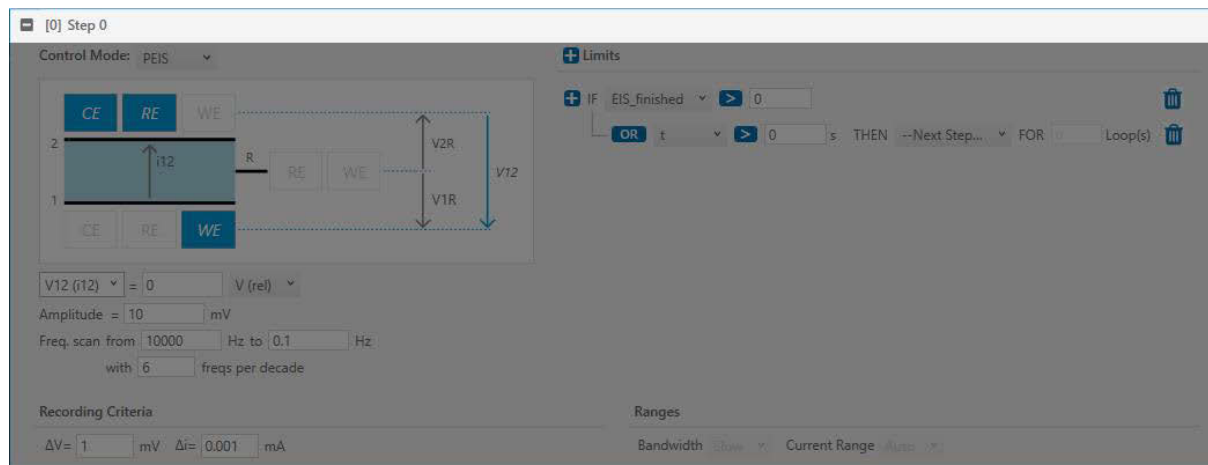 [0] Step 0
Control Mode: PEIS
CE RE WE
2
i12
R
RE WE
1
CE RE WE
V2R
V12
V1R
V12 (i12) = 0 V (rel)
Amplitude = 10 mV
Freq. scan from 10000 Hz to 0.1 Hz
with 6 freqs per decade
Recording Criteria
ΔV= 1 mV Δi= 0.001 mA
Limits
IF EIS_finished > 0
OR t > 0 s THEN --Next Step... FOR 0 Loop(s)
Ranges
Bandwidth Slow Current Range Auto